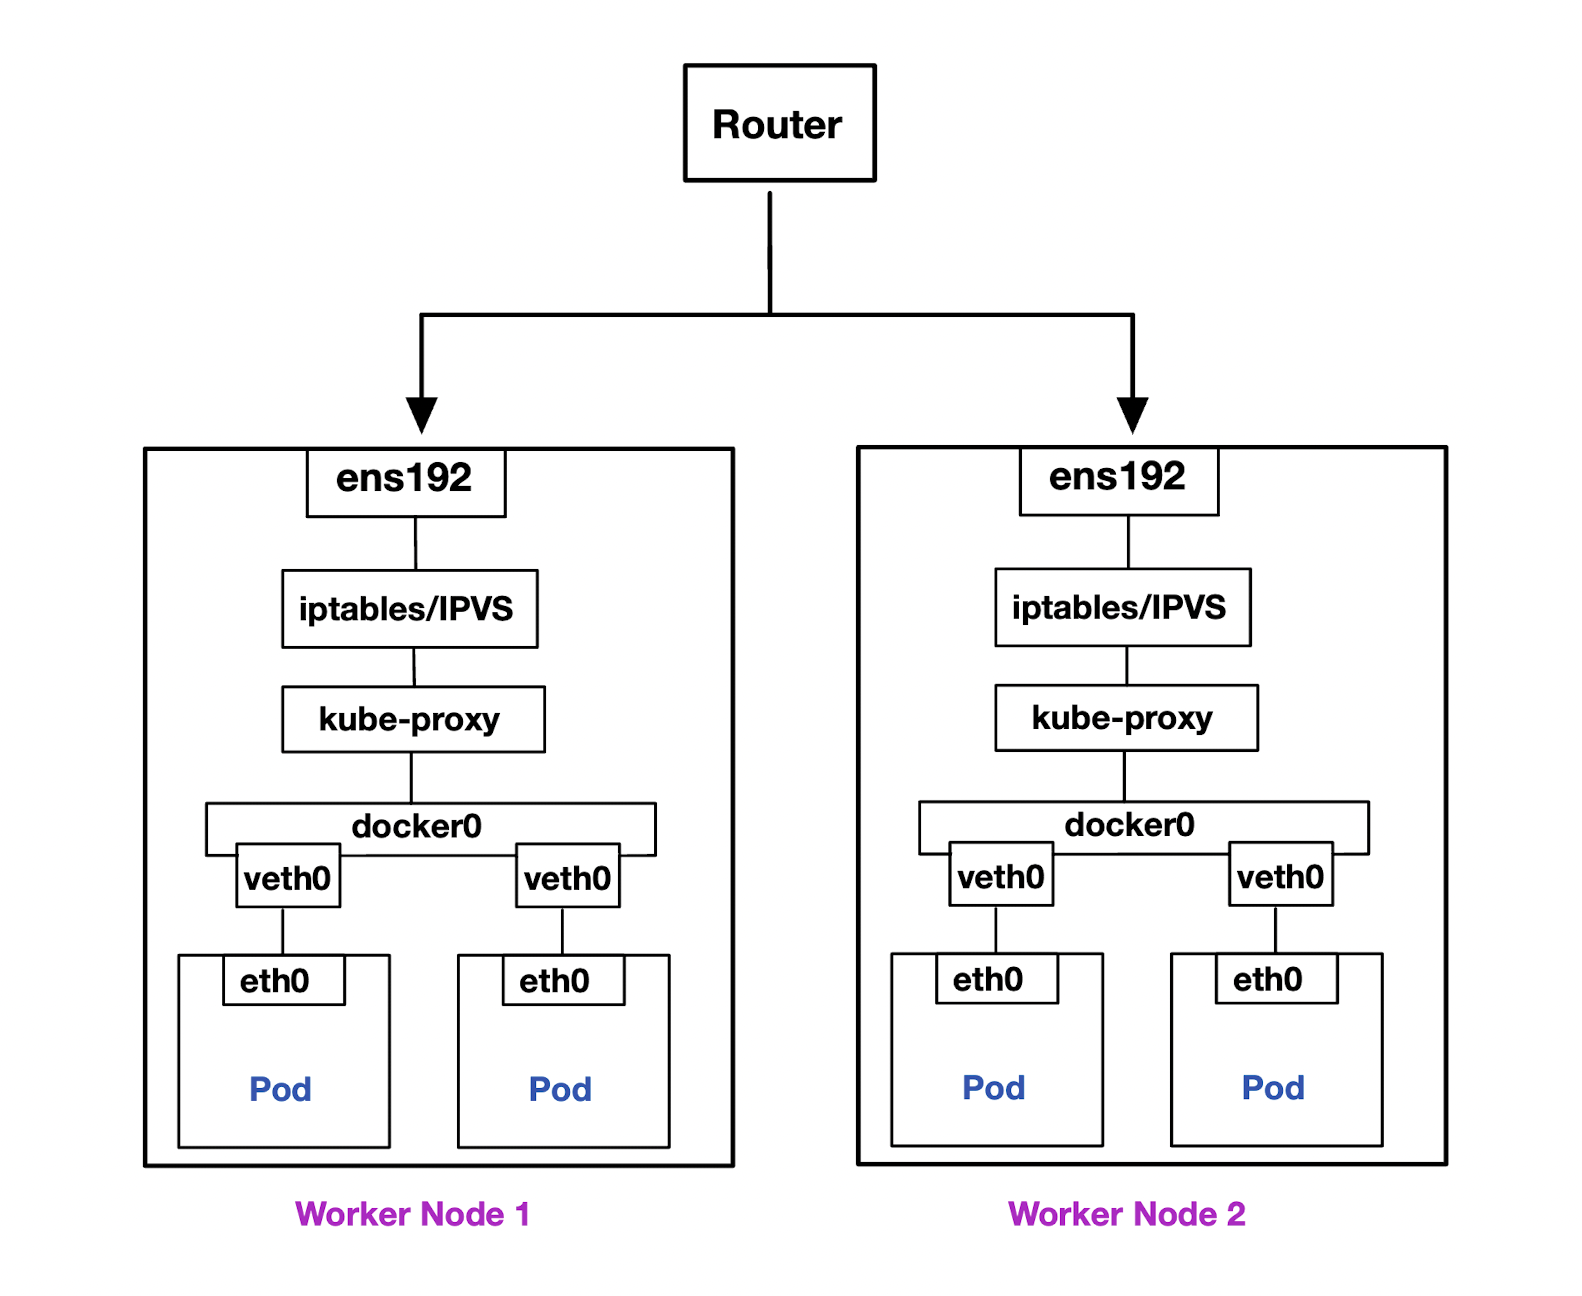 Router
ens192
iptables/IPVS
kube-proxy
docker0
veth0
veth0
eth0
eth0
Pod
Pod
Worker Node 1
ens192
iptables/IPVS
kube-proxy
docker0
veth0
veth0
eth0
eth0
Pod
Pod
Worker Node 2